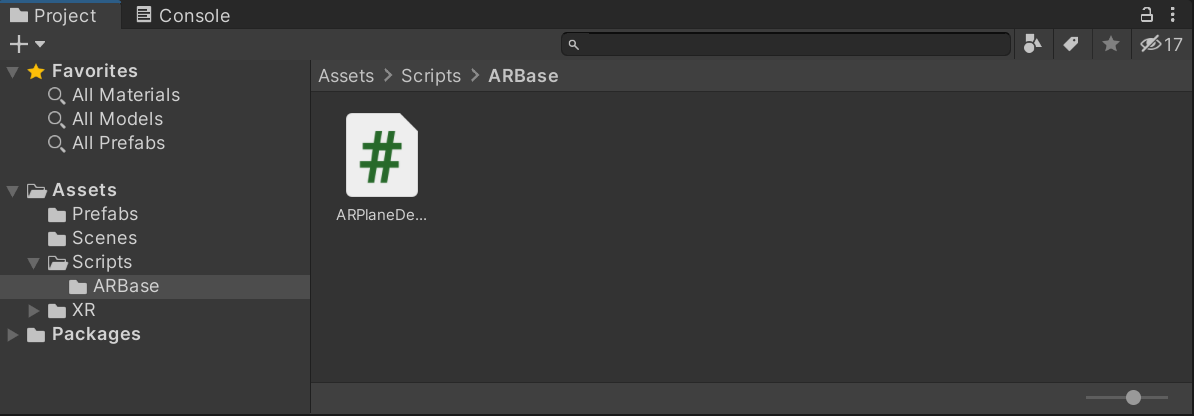 Project
Console
17
Favorites
All Materials
All Models
All Prefabs
Assets
Prefabs
Scenes
Scripts
ARBase
XR
Packages
Assets > Scripts > ARBase
#
ARPlaneDe...